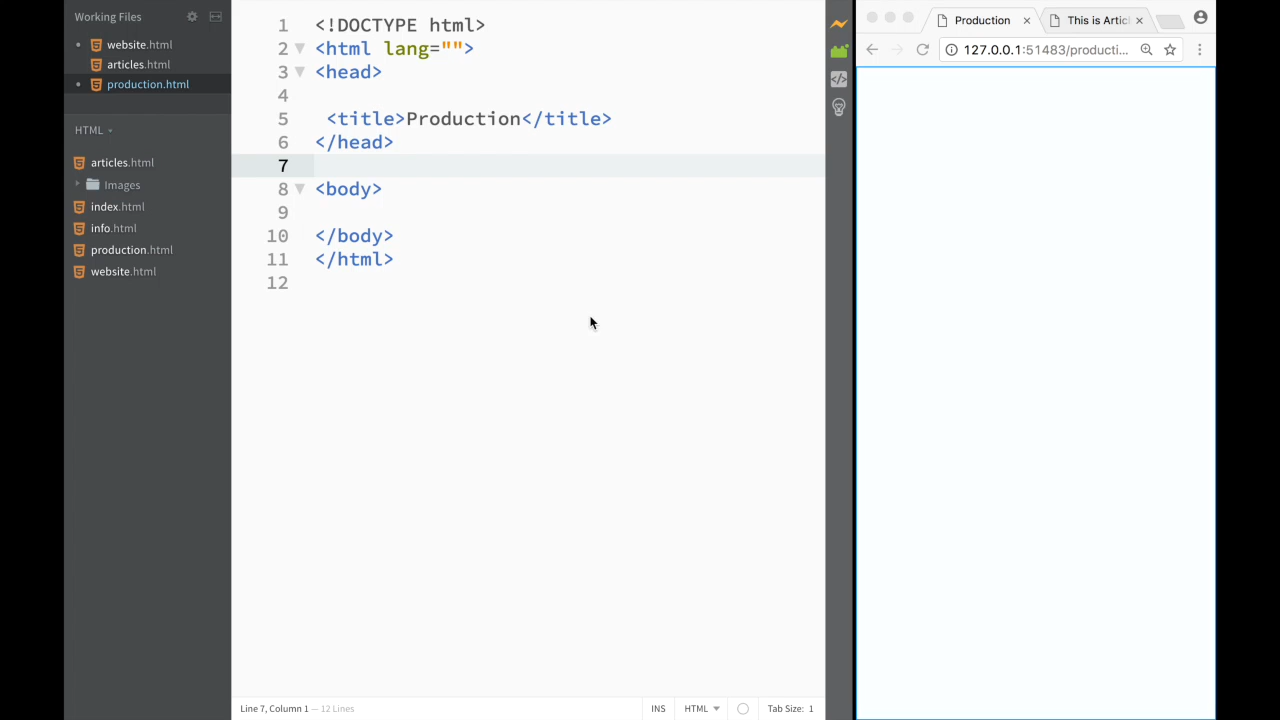 Working Files
website.html
articles.html
production.html
HTML
articles.html
Images
index.html
info.html
production.html
website.html
1 <!DOCTYPE html>
2 <html lang="">
3 <head>
4
5 <title>Production</title>
6 </head>
7
8 <body>
9
10 </body>
11 </html>
12
Line 7, Column 1 — 12 Lines
INS
HTML
Tab Size: 1
Production
This is Artic
127.0.0.1:51483/producti...